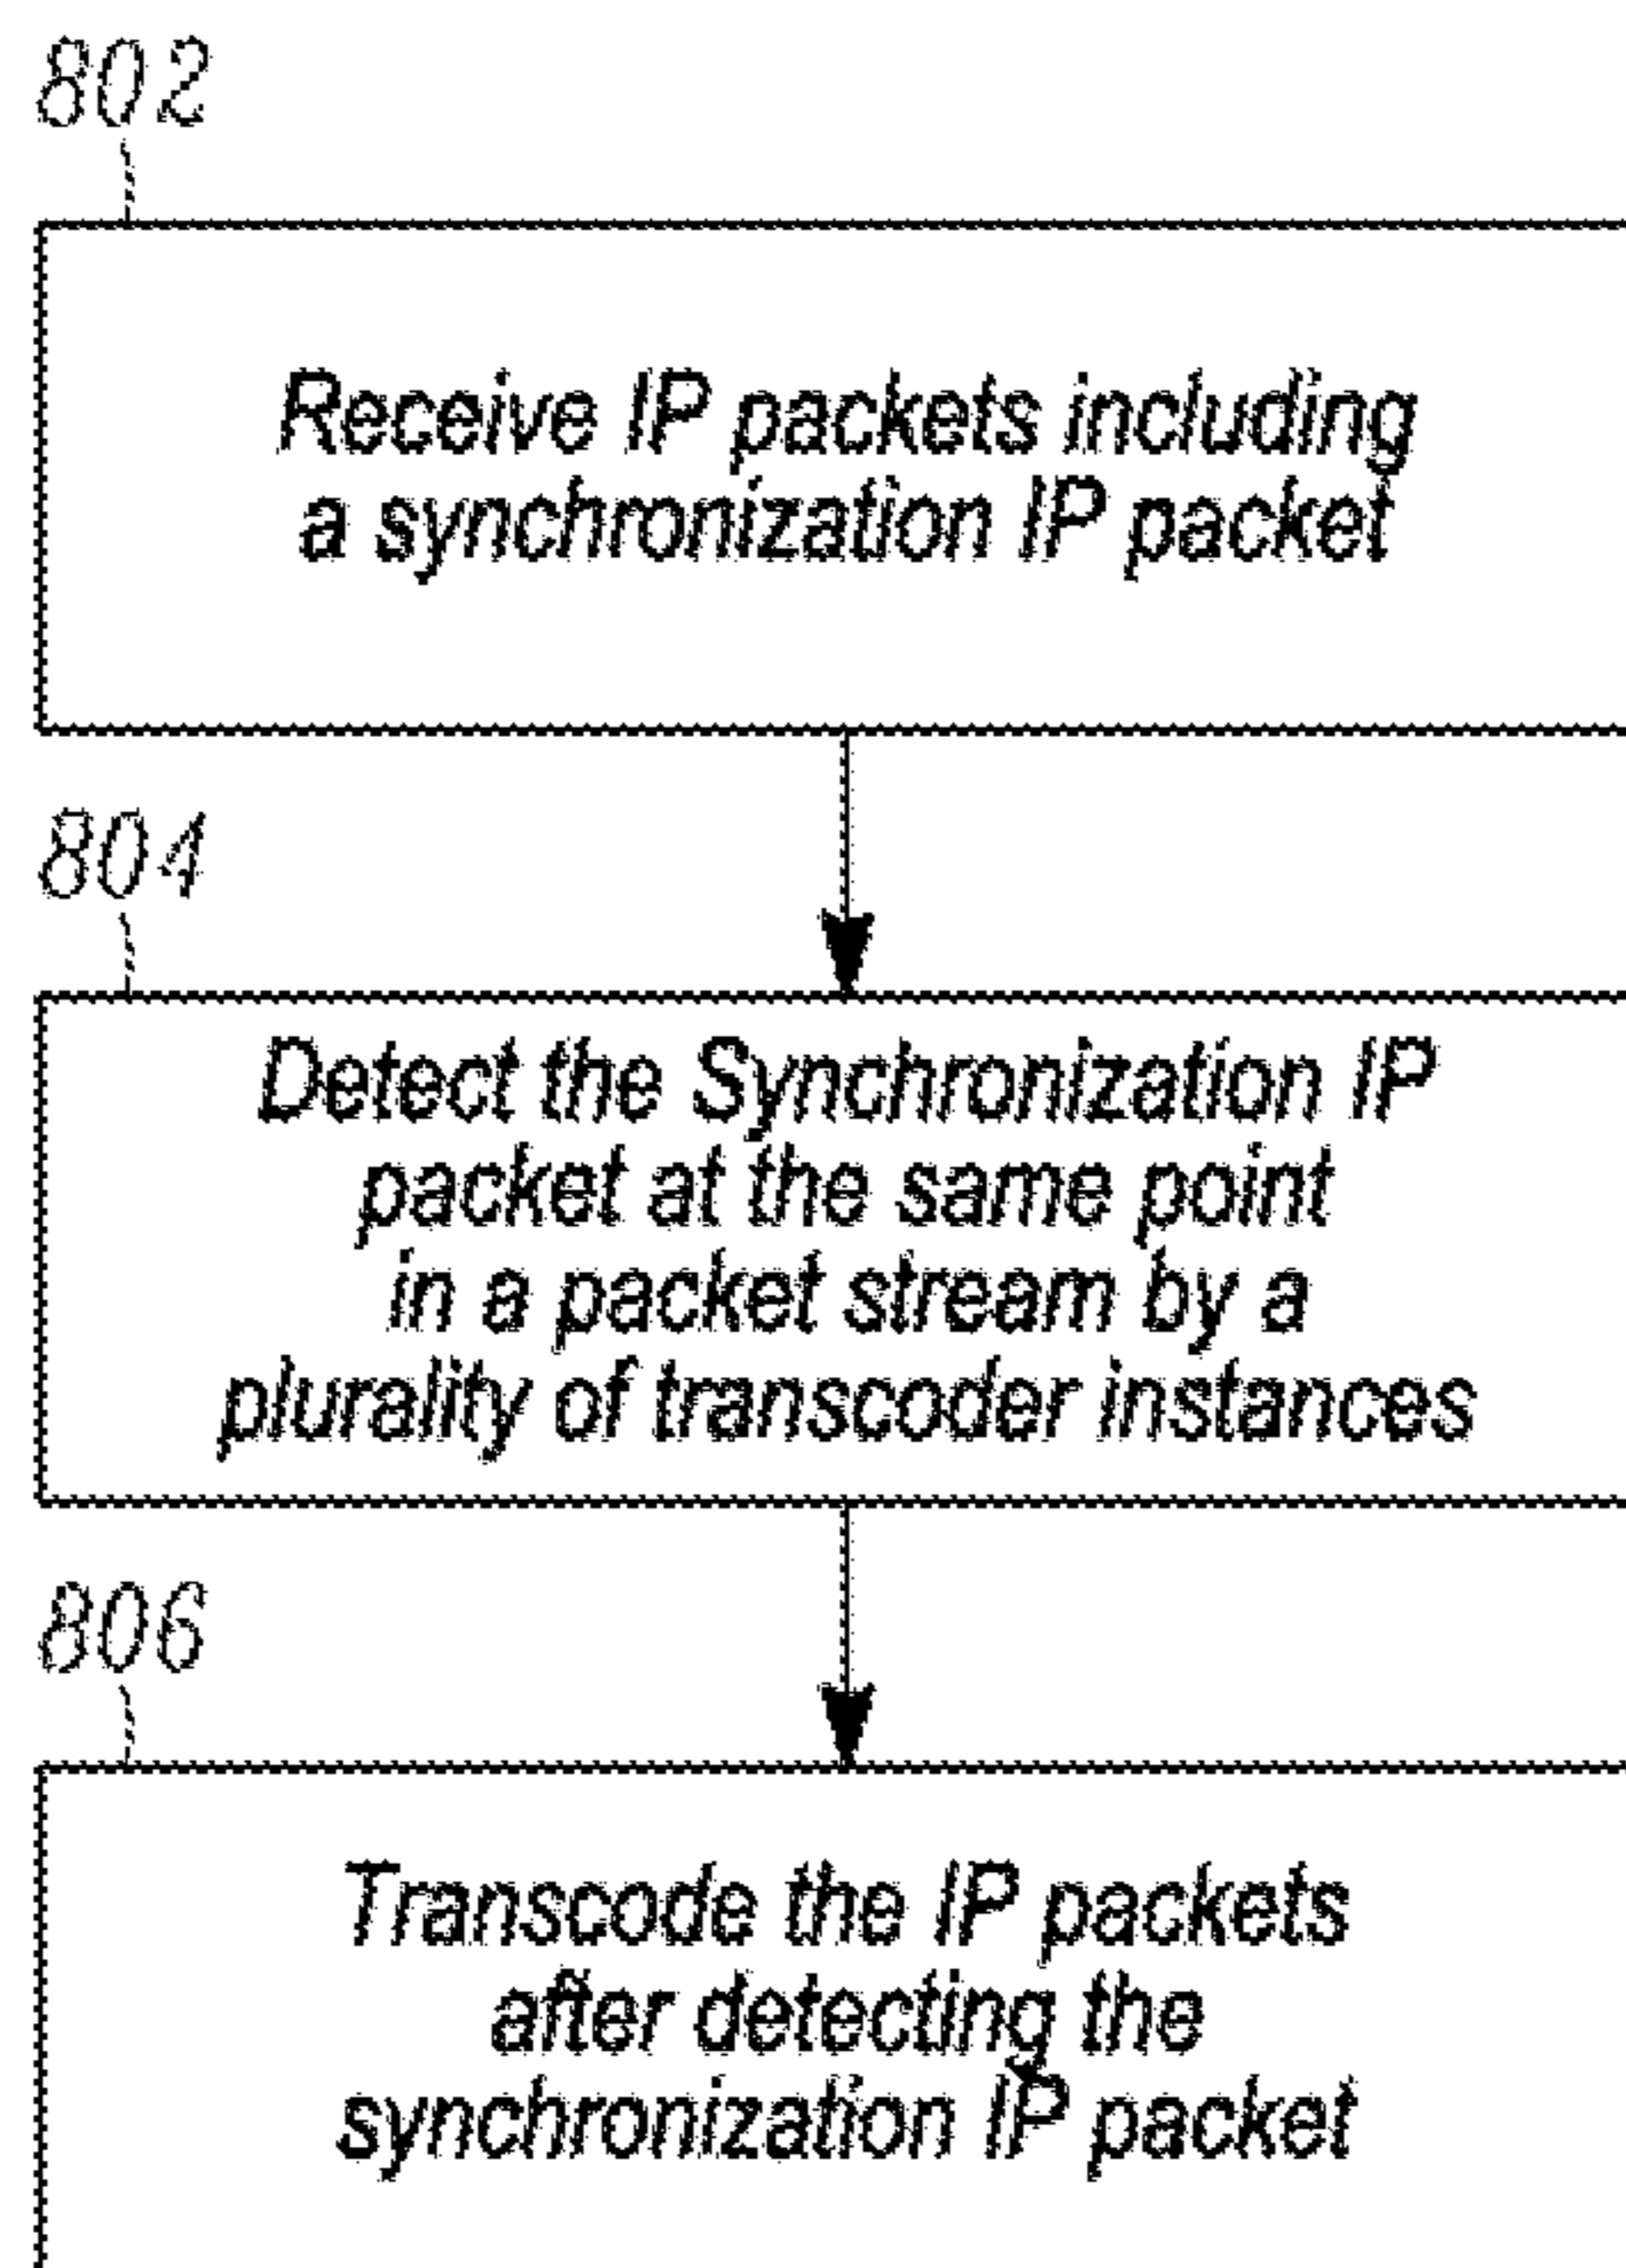 802
Receive IP packets including
a synchronization IP packet
804
Detect the Synchronization IP
packet at the same point
in a packet stream by a
plurality of transcoder instances
806
Transcode the IP packets
after detecting the
synchronization IP packet